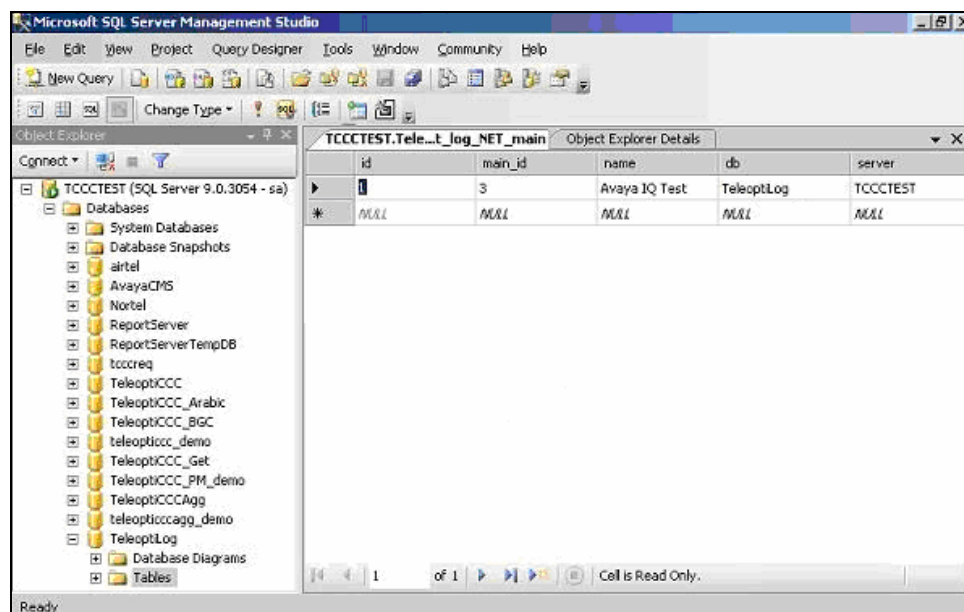 Microsoft SQL Server Management Studio
File Edit View Project Query Designer Tools Window Community Help
New Query
Change Type
Object Explorer
Connect
TCCCTEST (SQL Server 9.0.3054 - sa)
Databases
System Databases
Database Snapshots
airtel
AvayaCMS
Nortel
ReportServer
ReportServerTempDB
tcccreq
TeleoptiCCC
TeleoptiCCC_Arabic
TeleoptiCCC_BGC
teleopticcc_demo
TeleoptiCCC_Get
TeleoptiCCC_PM_demo
TeleoptiCCCAgg
teleopticccagg_demo
TeleoptiLog
Database Diagrams
Tables
TCCCTEST.Tele...t_log_NET_main Object Explorer Details
id main_id name db server
1 3 Avaya IQ Test TeleoptiLog TCCCTEST
NULL NULL NULL NULL NULL
1 of 1 Cell is Read Only.
Ready